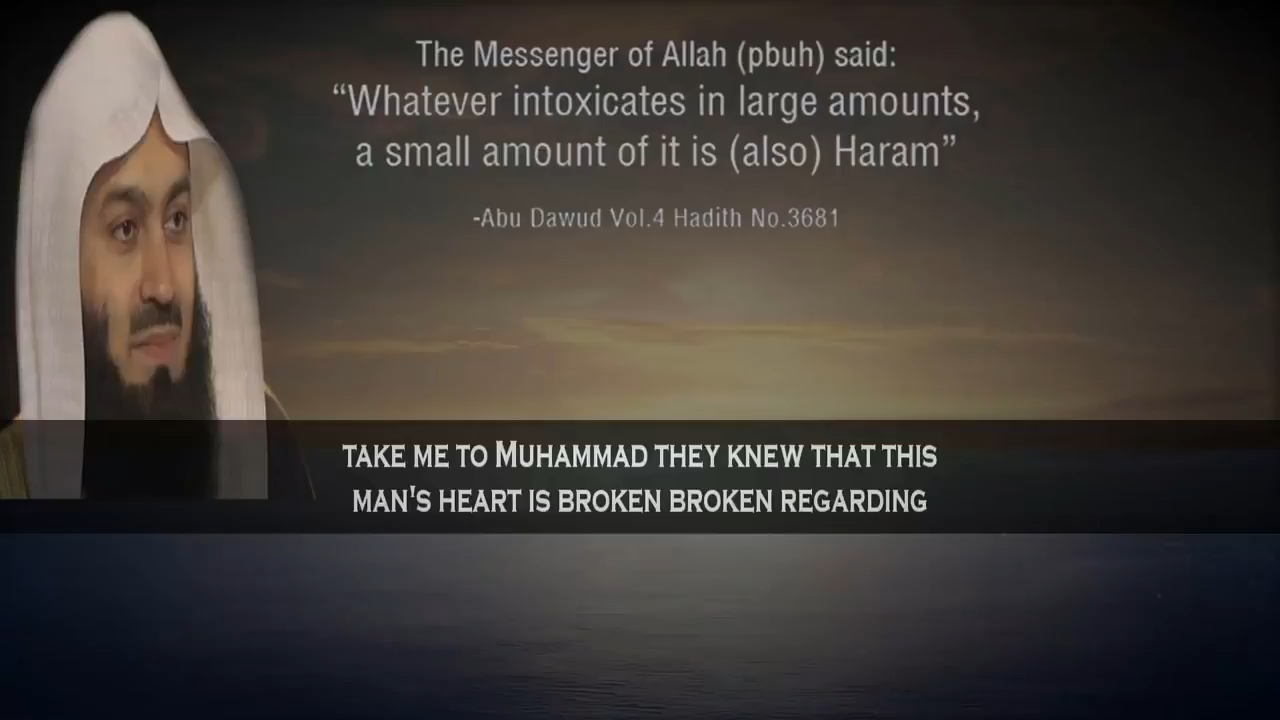 The Messenger of Allah (pbuh) said:
“Whatever intoxicates in large amounts,
a small amount of it is (also) Haram”
-Abu Dawud Vol.4 Hadith No.3681
TAKE ME TO MUHAMMAD THEY KNEW THAT THIS
MAN'S HEART IS BROKEN BROKEN REGARDING